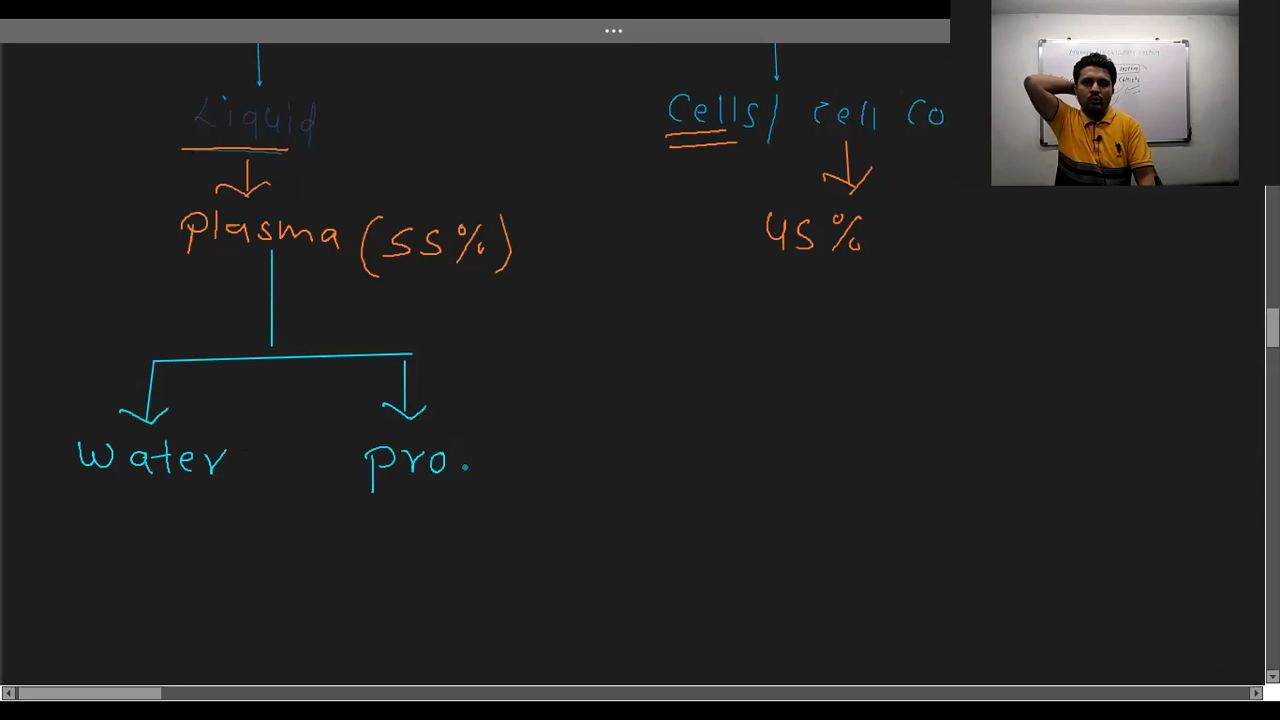 Liquid
Cells/ Cell Co
Plasma (55%)
45%
Water
pro